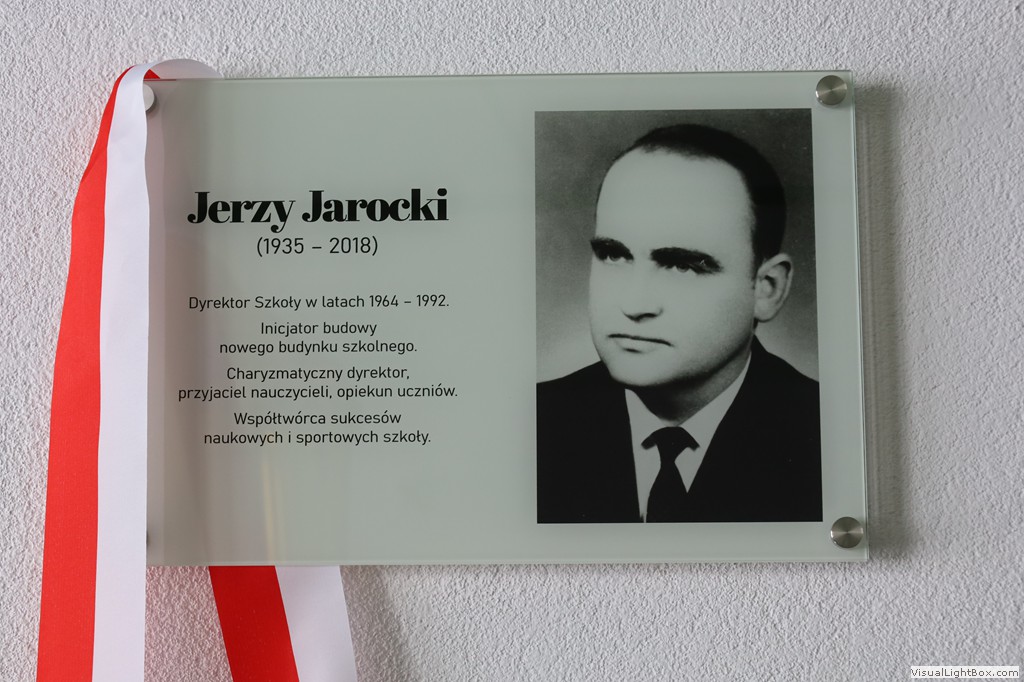 Jerzy Jarocki
(1935 – 2018)
Dyrektor Szkoły w latach 1964 – 1992.
Inicjator budowy
nowego budynku szkolnego.
Charyzmatyczny dyrektor,
przyjaciel nauczycieli, opiekun uczniów.
Współtwórca sukcesów
naukowych i sportowych szkoły.
VisualLightBox.com